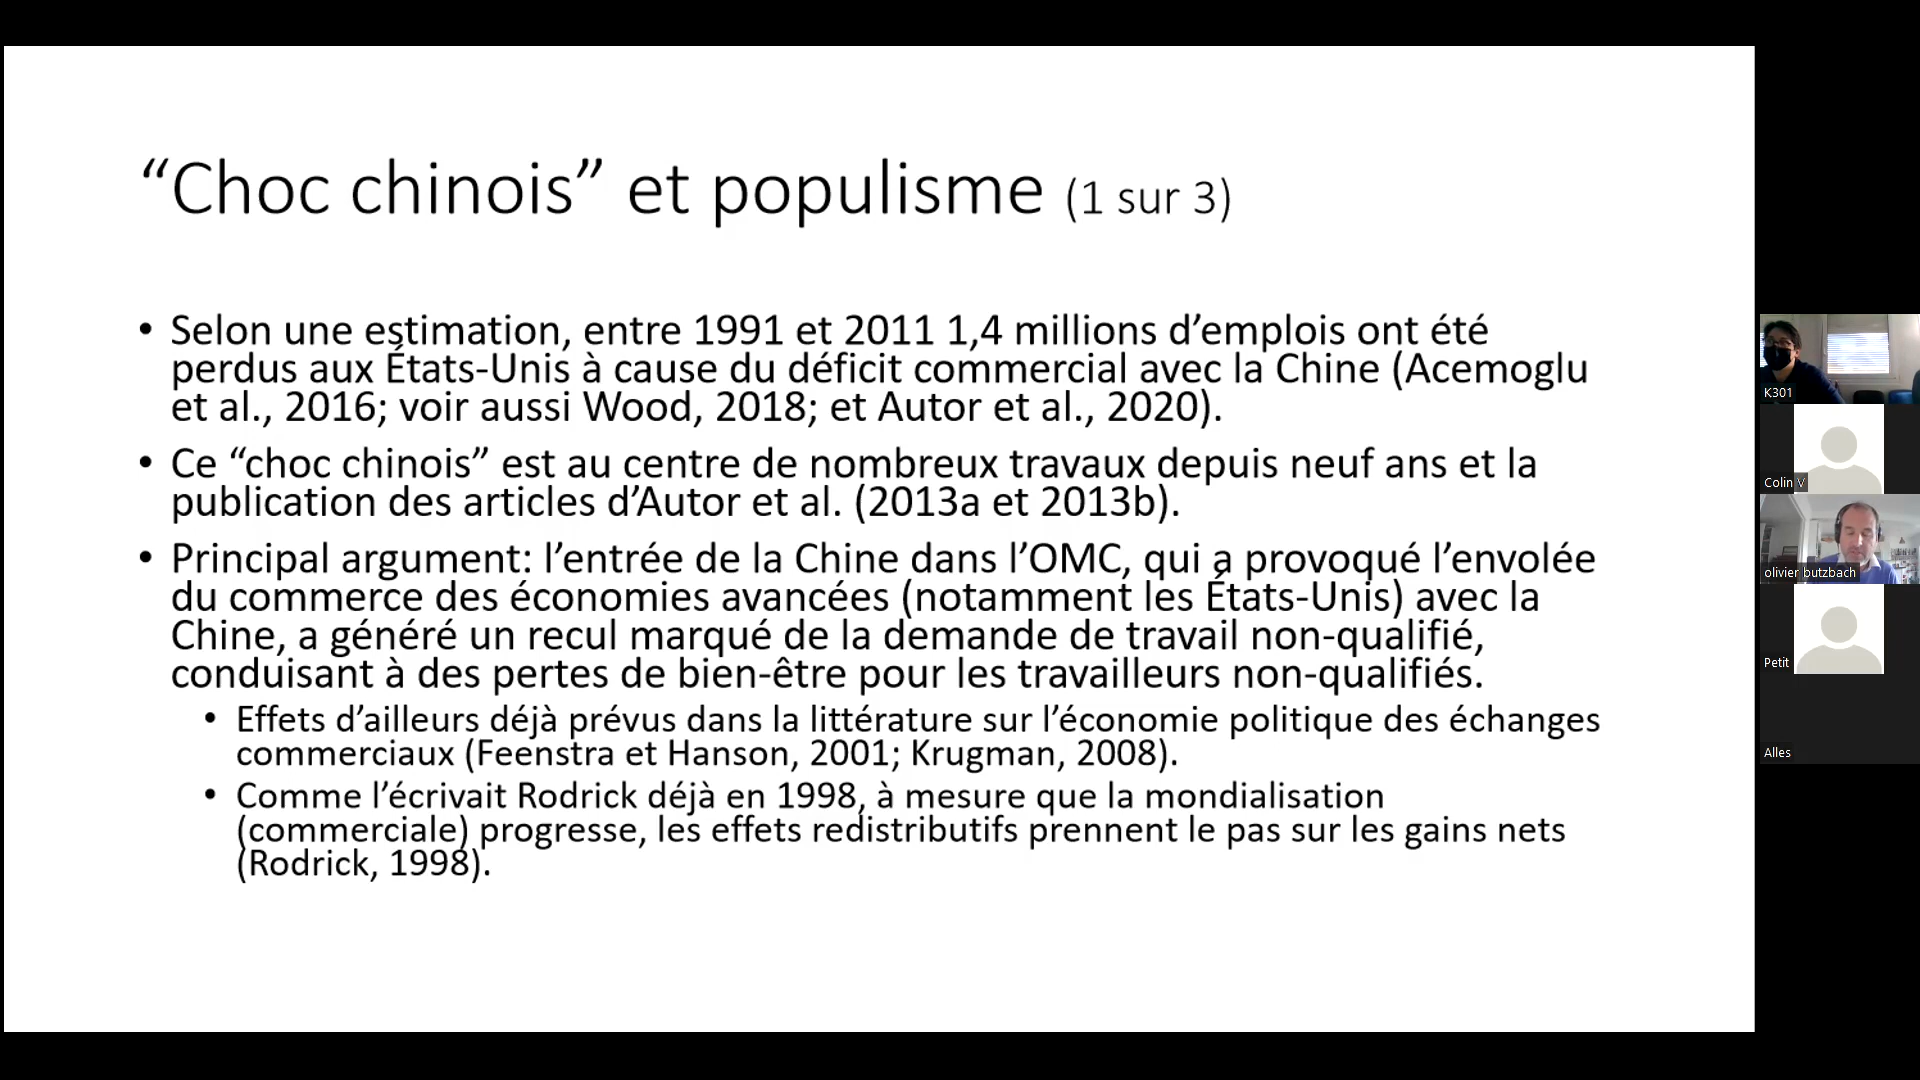 “Choc chinois” et populisme (1 sur 3)
• Selon une estimation, entre 1991 et 2011 1,4 millions d’emplois ont été
perdus aux États-Unis à cause du déficit commercial avec la Chine (Acemoglu
et al., 2016; voir aussi Wood, 2018; et Autor et al., 2020).
• Ce “choc chinois” est au centre de nombreux travaux depuis neuf ans et la
publication des articles d’Autor et al. (2013a et 2013b).
• Principal argument: l’entrée de la Chine dans l’OMC, qui a provoqué l’envolée
du commerce des économies avancées (notamment les États-Unis) avec la
Chine, a généré un recul marqué de la demande de travail non-qualifié,
conduisant à des pertes de bien-être pour les travailleurs non-qualifiés.
• Effets d’ailleurs déjà prévus dans la littérature sur l’économie politique des échanges
commerciaux (Feenstra et Hanson, 2001; Krugman, 2008).
• Comme l’écrivait Rodrick déjà en 1998, à mesure que la mondialisation
(commerciale) progresse, les effets redistributifs prennent le pas sur les gains nets
(Rodrick, 1998).
K301
Colin V
olivier butzbach
Petit
Alles